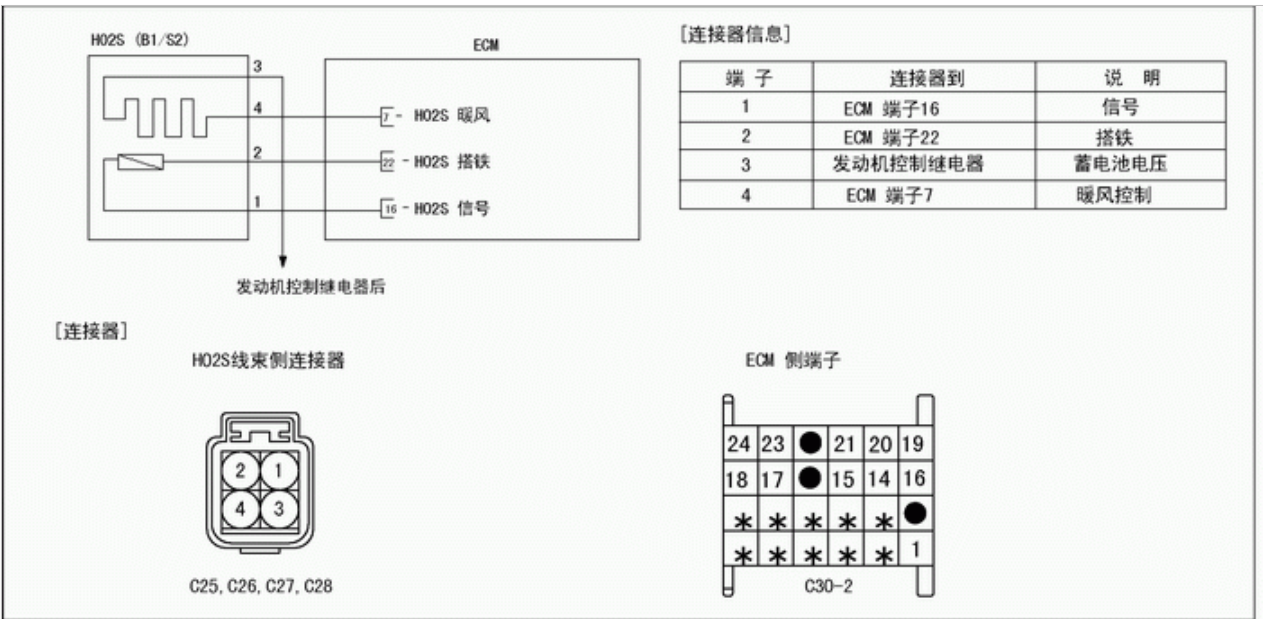 HO2S (B1/S2)
ECM
3
4
7 - HO2S 暖风
2
22 - HO2S 搭铁
1
16 - HO2S 信号
发动机控制继电器后
[连接器信息]
端 子 连接器到 说 明
1 ECM 端子16 信号
2 ECM 端子22 搭铁
3 发动机控制继电器 蓄电池电压
4 ECM 端子7 暖风控制
[连接器]
HO2S线束侧连接器
2 1
4 3
C25, C26, C27, C28
ECM 侧端子
24 23 ● 21 20 19
18 17 ● 15 14 16
* * * * * ●
* * * * * 1
C30-2